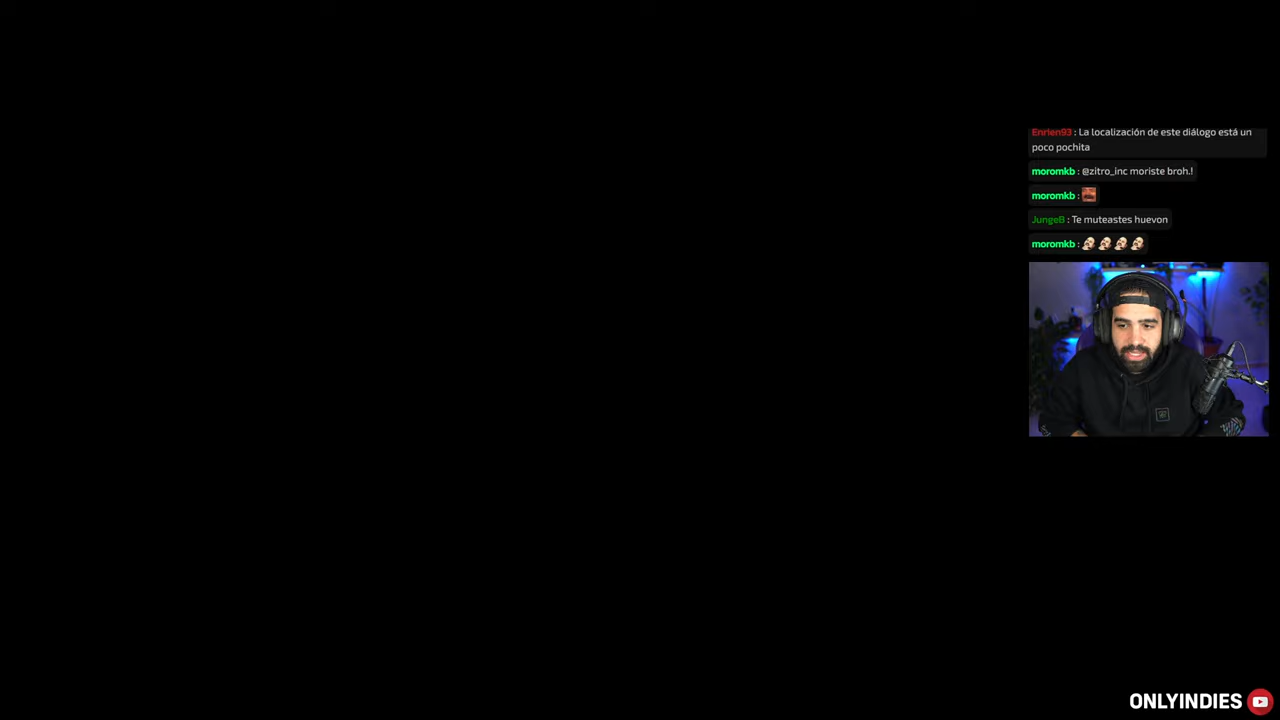 Enrien93 : La localización de este diálogo está un
poco pochita
moromkb : @zitro_inc moriste broh.!
moromkb :
JungeB : Te muteastes huevon
moromkb :
ONLYINDIES